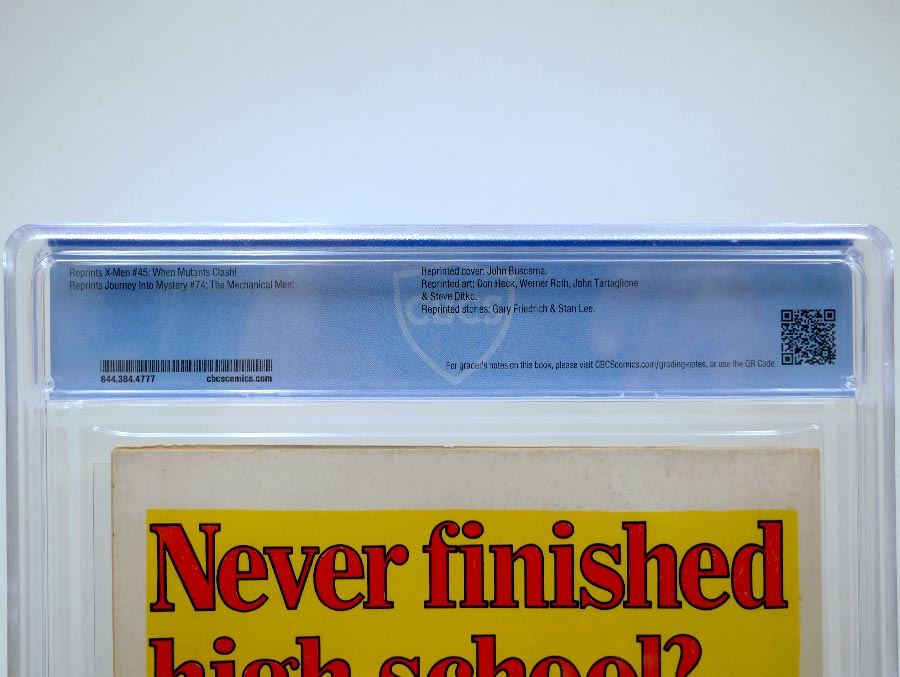 Reprints X-Men #45: When Mutants Clash!
Reprints Journey Into Mystery #74: The Mechanical Men!
Reprinted cover: John Buscema.
Reprinted art: Don Heck, Werner Roth, John Tartaglione
& Steve Ditko.
Reprinted stories: Gary Friedrich & Stan Lee.
cbcs
For grader's notes on this book, please visit CBCScomics.com/grading-notes, or use the QR Code
844.384.4777 cbcscomics.com
Never finished
high school?